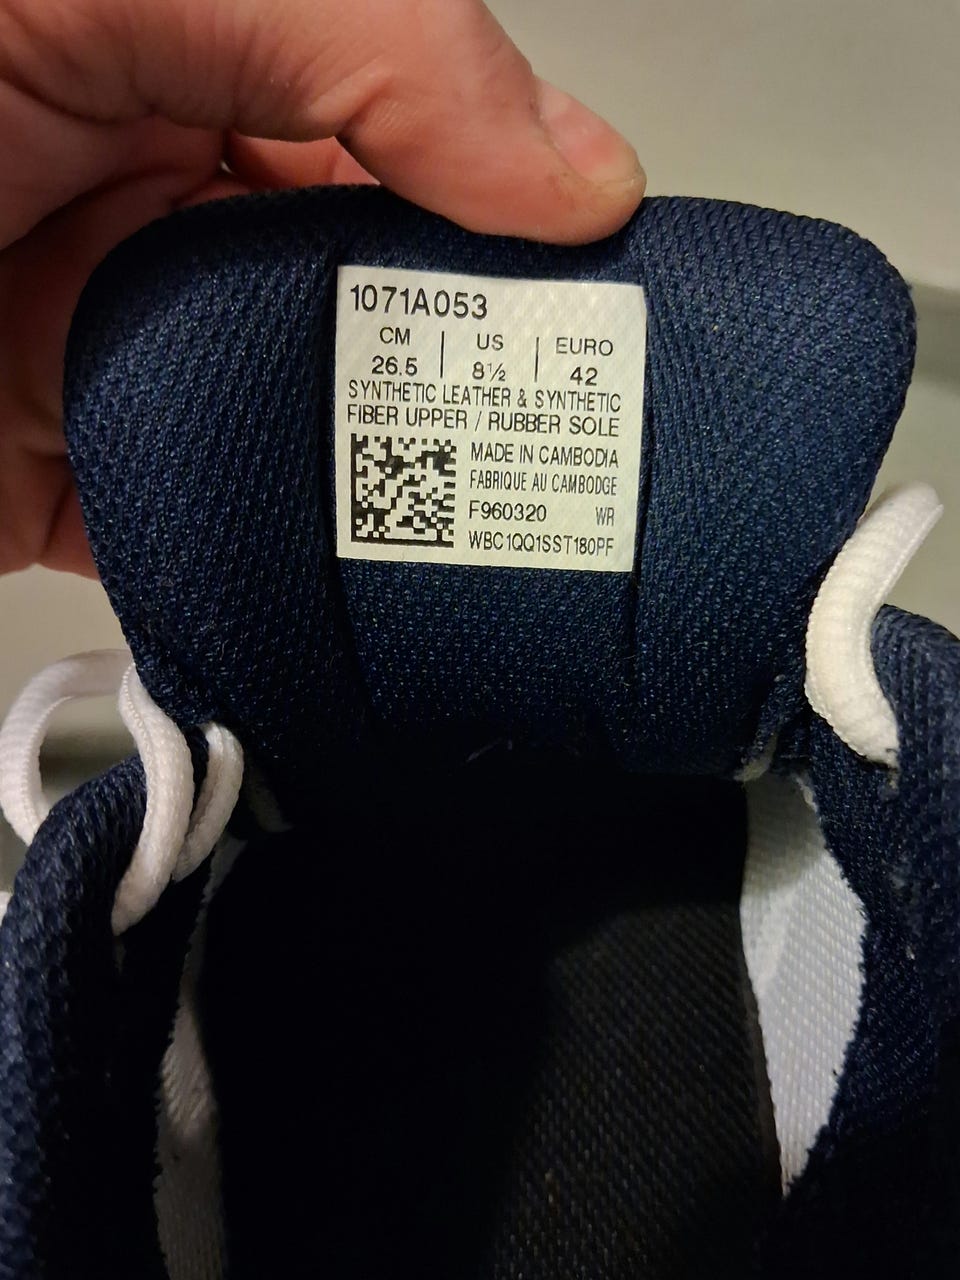 1071A053
CM | US | EURO
26.5 | 8½ | 42
SYNTHETIC LEATHER & SYNTHETIC
FIBER UPPER / RUBBER SOLE
MADE IN CAMBODIA
FABRIQUE AU CAMBODGE
F960320 WR
WBC1QQ1SST180PF